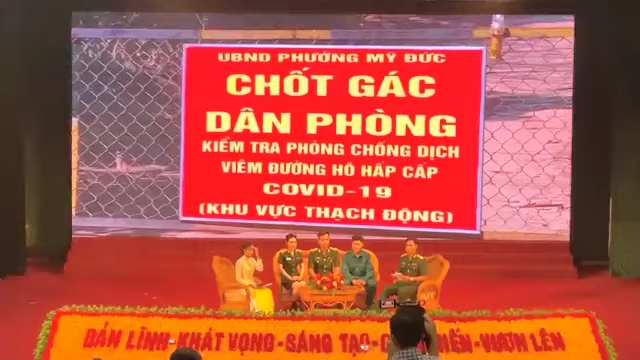 UBND PHƯỜNG MỸ ĐỨC
CHỐT GÁC
DÂN PHÒNG
KIỂM TRA PHÒNG CHỐNG DỊCH
VIÊM ĐƯỜNG HÔ HẤP CẤP
COVID-19
(KHU VỰC THẠCH ĐỘNG)
BẢN LĨNH-KHÁT VỌNG-SÁNG TẠO- HIẾN-VƯƠN LÊN